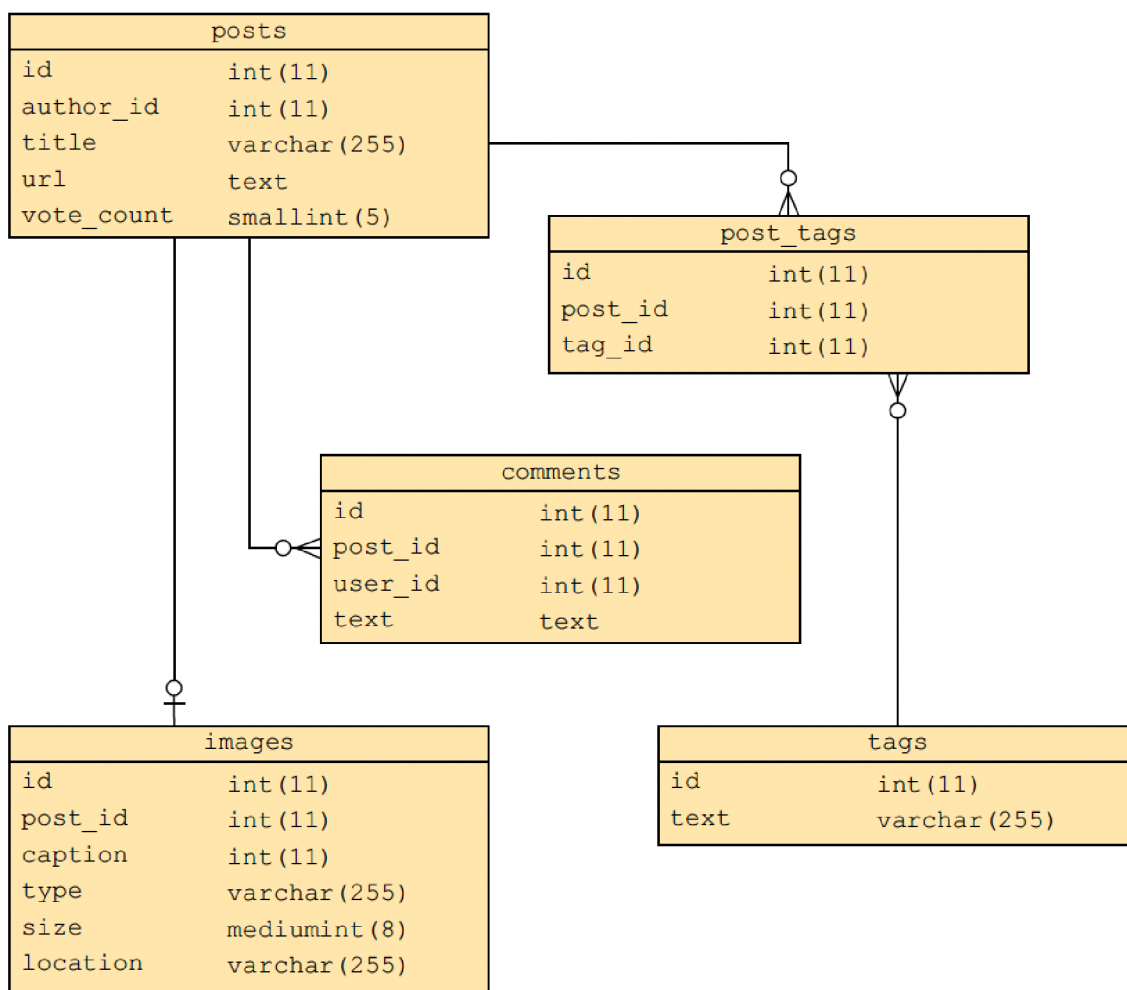 posts
id int(11)
author_id int(11)
title varchar(255)
url text
vote_count smallint(5)
post_tags
id int(11)
post_id int(11)
tag_id int(11)
comments
id int(11)
post_id int(11)
user_id int(11)
text text
images
id int(11)
post_id int(11)
caption int(11)
type varchar(255)
size mediumint(8)
location varchar(255)
tags
id int(11)
text varchar(255)